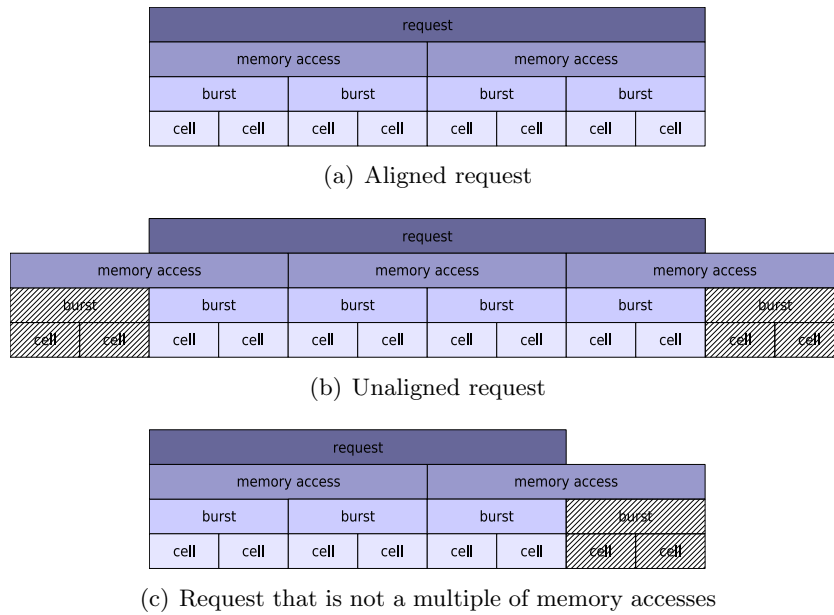 request
memory access memory access
burst burst burst burst
cell cell cell cell cell cell cell cell
(a) Aligned request
request
memory access memory access memory access
burst burst burst burst burst burst
cell cell cell cell cell cell cell cell cell cell cell cell
(b) Unaligned request
request
memory access memory access
burst burst burst burst
cell cell cell cell cell cell cell cell
(c) Request that is not a multiple of memory accesses